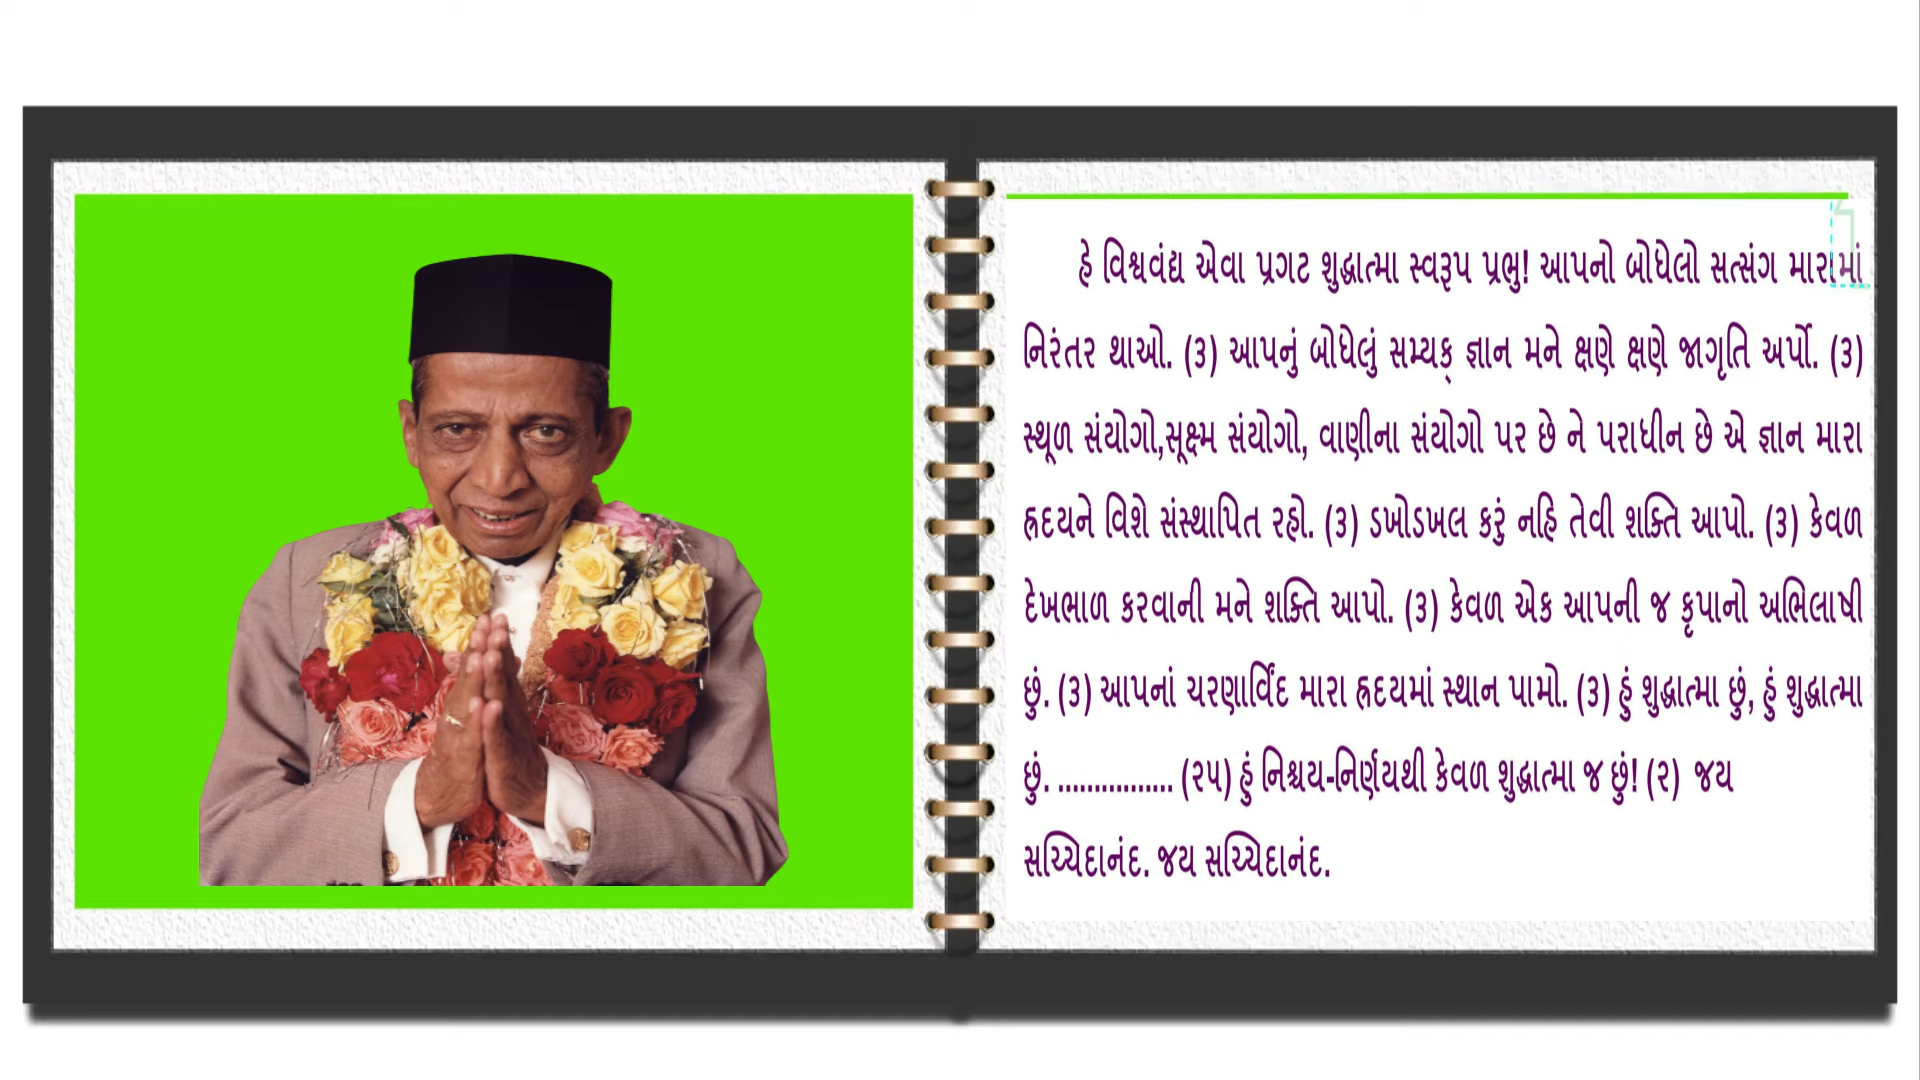 હે વિશ્વવંદ્ય એવા પ્રગટ શુદ્ધાત્મા સ્વરૂપ પ્રભુ! આપનો બોધેલો સત્સંગ મારામાં
નિરંતર થાઓ. (૩) આપનું બોધેલું સમ્યક્ જ્ઞાન મને ક્ષણે ક્ષણે જાગૃતિ અર્પો. (૩)
સ્થૂળ સંયોગો,સૂક્ષ્મ સંયોગો, વાણીના સંયોગો પર છે ને પરાધીન છે એ જ્ઞાન મારા
હ્રદયને વિશે સંસ્થાપિત રહો. (૩) ડખોડખલ કરું નહિ તેવી શક્તિ આપો. (૩) કેવળ
દેખભાળ કરવાની મને શક્તિ આપો. (૩) કેવળ એક આપની જ કૃપાનો અભિલાષી
છું. (૩) આપનાં ચરણાર્વિંદ મારા હ્રદયમાં સ્થાન પામો. (૩) હું શુદ્ધાત્મા છું, હું શુદ્ધાત્મા
છું. ................ (૨૫) હું નિશ્ચય-નિર્ણયથી કેવળ શુદ્ધાત્મા જ છું! (૨) જય
સચ્ચિદાનંદ. જય સચ્ચિદાનંદ.